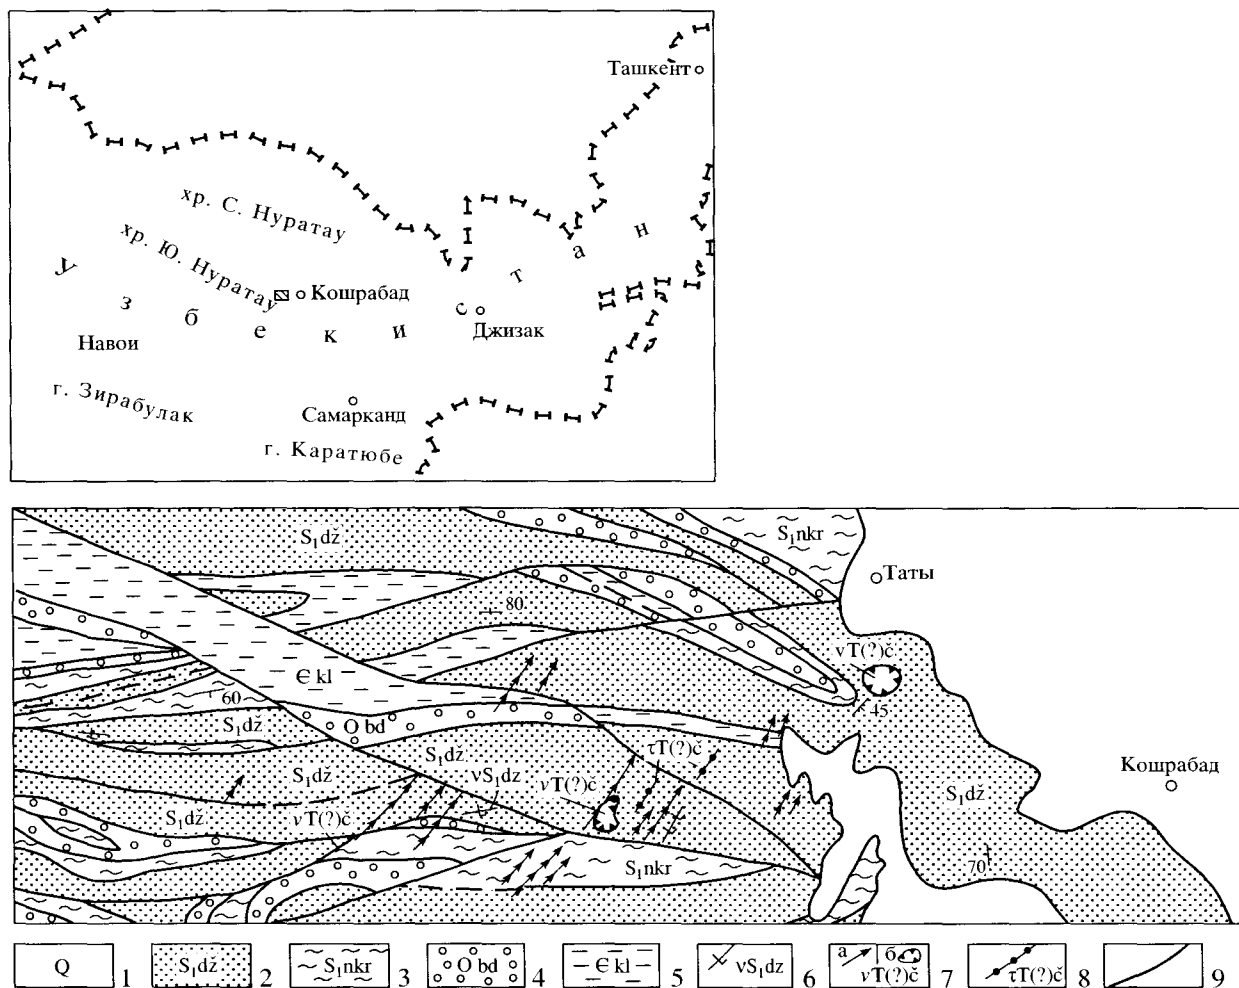 Ташкент
хр. С. Нуратау
хр. Ю. Нуратау
Узбекистан
Кошрабад
Джизак
Навои
г. Зирабулак
Самарканд
г. Каратюбе
S₁dž
S₁nkr
Таты
80
νT(?)č
Є kl
60
45
S₁dž
O bd
S₁dž
τT(?)č
Кошрабад
S₁dž
νS₁dz
νT(?)č
S₁dž
S₁dž
νT(?)č
S₁nkr
70
Q 1
S₁dž 2
S₁nkr 3
O bd 4
Є kl 5
νS₁dz 6
а б νT(?)č 7
τT(?)č 8
9